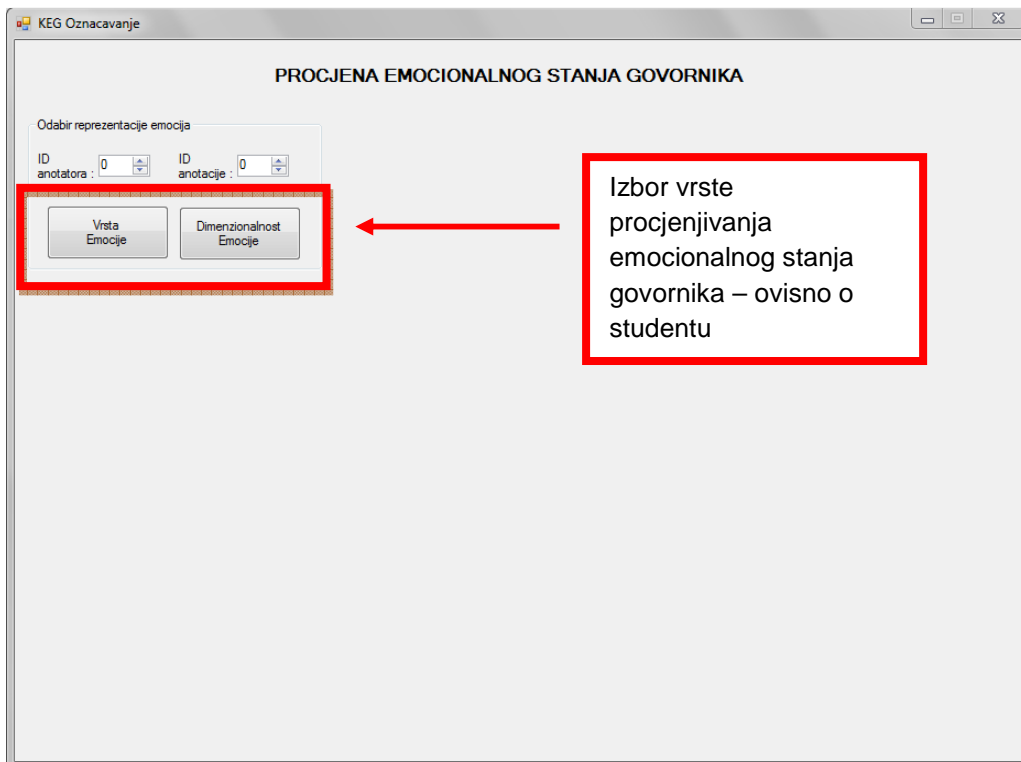 KEG Oznacavanje
PROCJENA EMOCIONALNOG STANJA GOVORNIKA
Odabir reprezentacije emocija
ID
anotatora :
0
ID
anotacije :
0
Vrsta
Emocije
Dimenzionalnost
Emocije
Izbor vrste
procjenjivanja
emocionalnog stanja
govornika – ovisno o
studentu